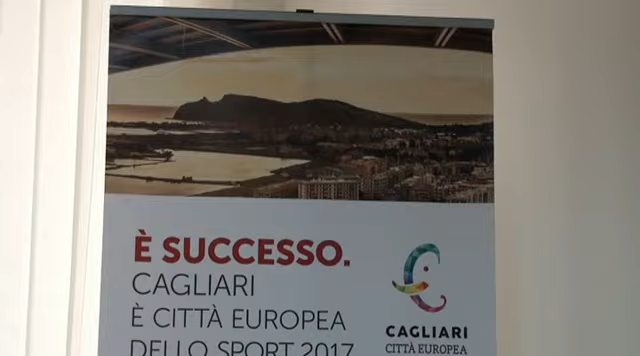 È SUCCESSO.
CAGLIARI
È CITTÀ EUROPEA
DELLO SPORT 2017
CAGLIARI
CITTÀ EUROPEA